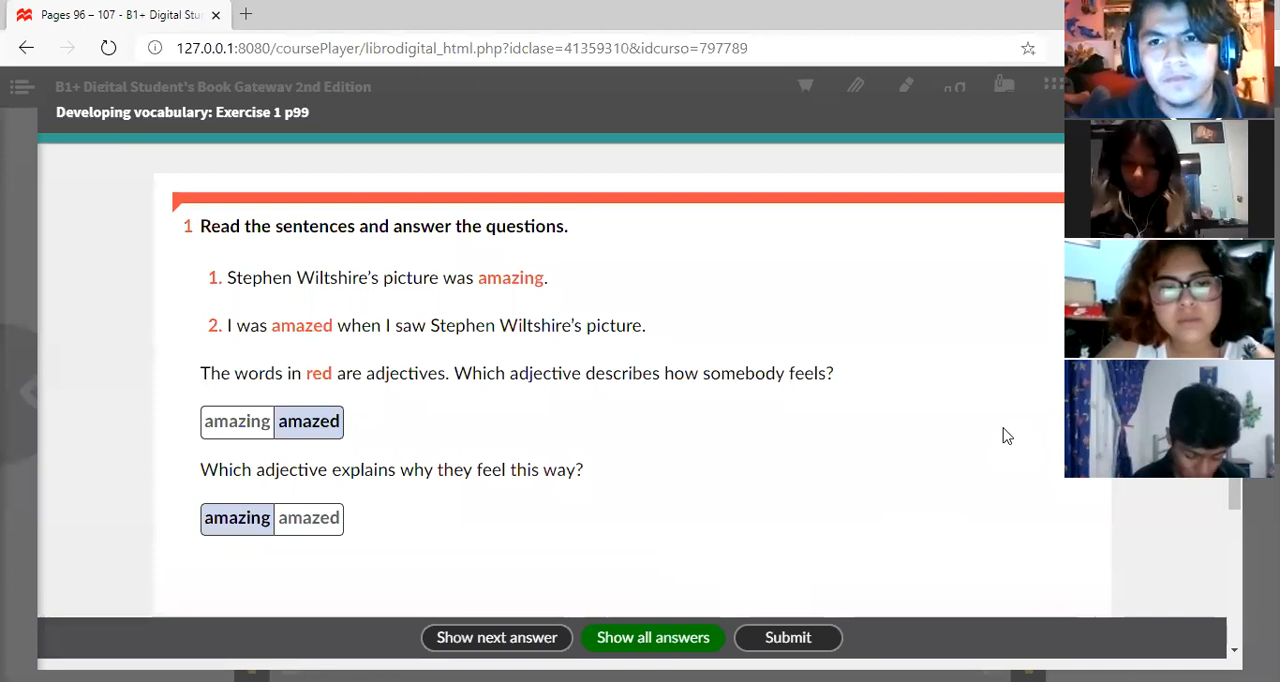 Pages 96 – 107 - B1+ Digital Stu
127.0.0.1:8080/coursePlayer/librodigital_html.php?idclase=41359310&idcurso=797789
B1+ Digital Student's Book Gateway 2nd Edition
Developing vocabulary: Exercise 1 p99
1 Read the sentences and answer the questions.
1. Stephen Wiltshire's picture was amazing.
2. I was amazed when I saw Stephen Wiltshire's picture.
The words in red are adjectives. Which adjective describes how somebody feels?
amazing amazed
Which adjective explains why they feel this way?
amazing amazed
Show next answer Show all answers Submit